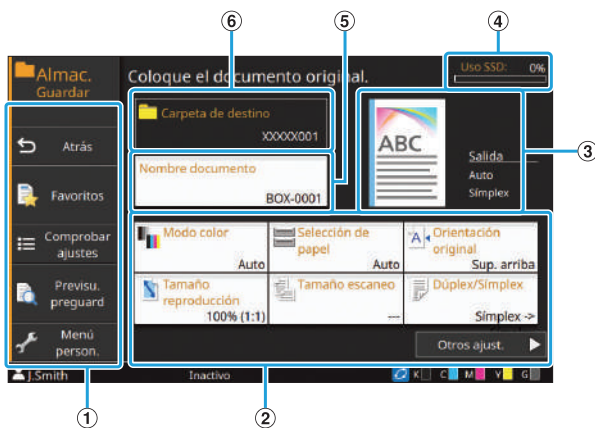 ⑥
⑤
④
Almac.
Guardar
Coloque el documento original.
Uso SSD: 0%
①
Atrás
Favoritos
Comprobar
ajustes
Previsu.
preguard
Menú
person.
Carpeta de destino
XXXXX001
Nombre documento
BOX-0001
ABC
Salida
Auto
Símplex
③
Modo color
Auto
Selección de
papel
Auto
A
Orientación
original
Sup. arriba
Tamaño
reproducción
100% (1:1)
Tamaño escaneo
---
Dúplex/Símplex
Símplex ->
Otros ajust.
②
J.Smith
Inactivo
K C M Y G